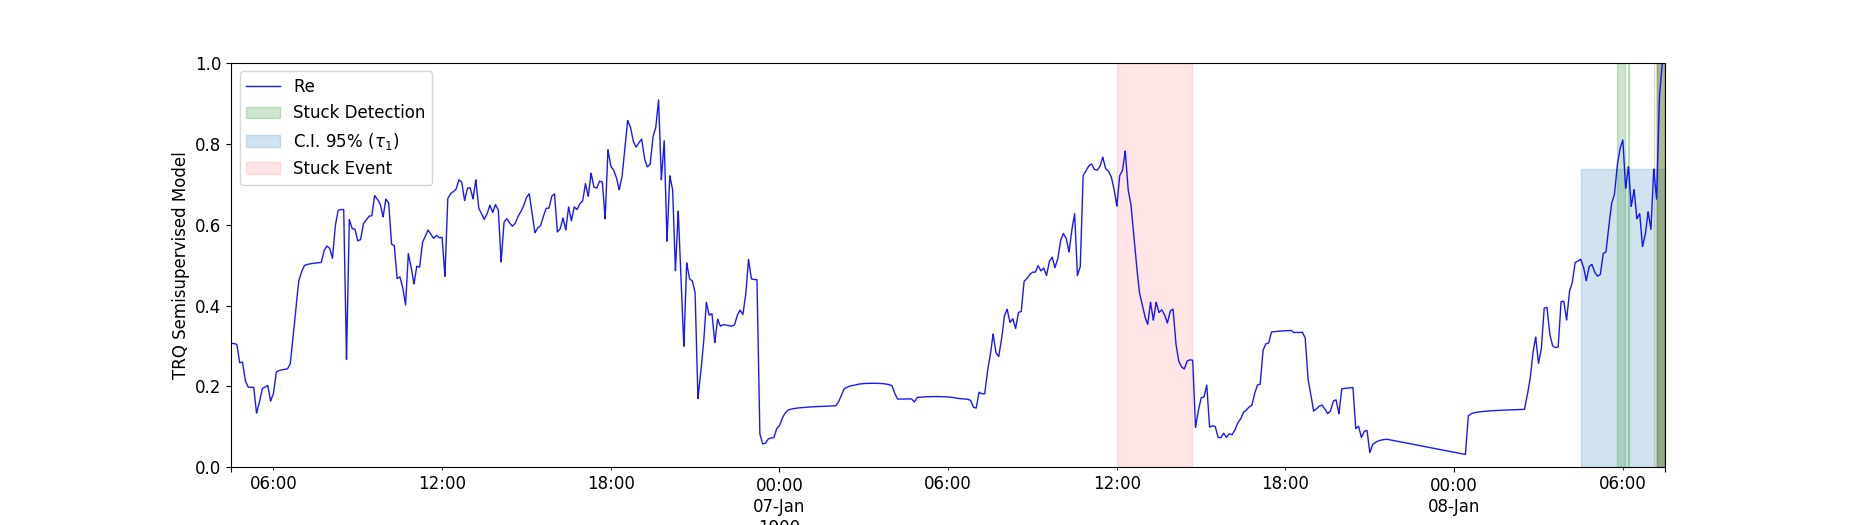 1.0
0.8
0.6
0.4
0.2
0.0
TRQ Semisupervised Model
Re
Stuck Detection
C.I. 95% (τ₁)
Stuck Event
06:00 12:00 18:00 00:00 06:00 12:00 18:00 00:00 06:00
07-Jan 08-Jan
1900